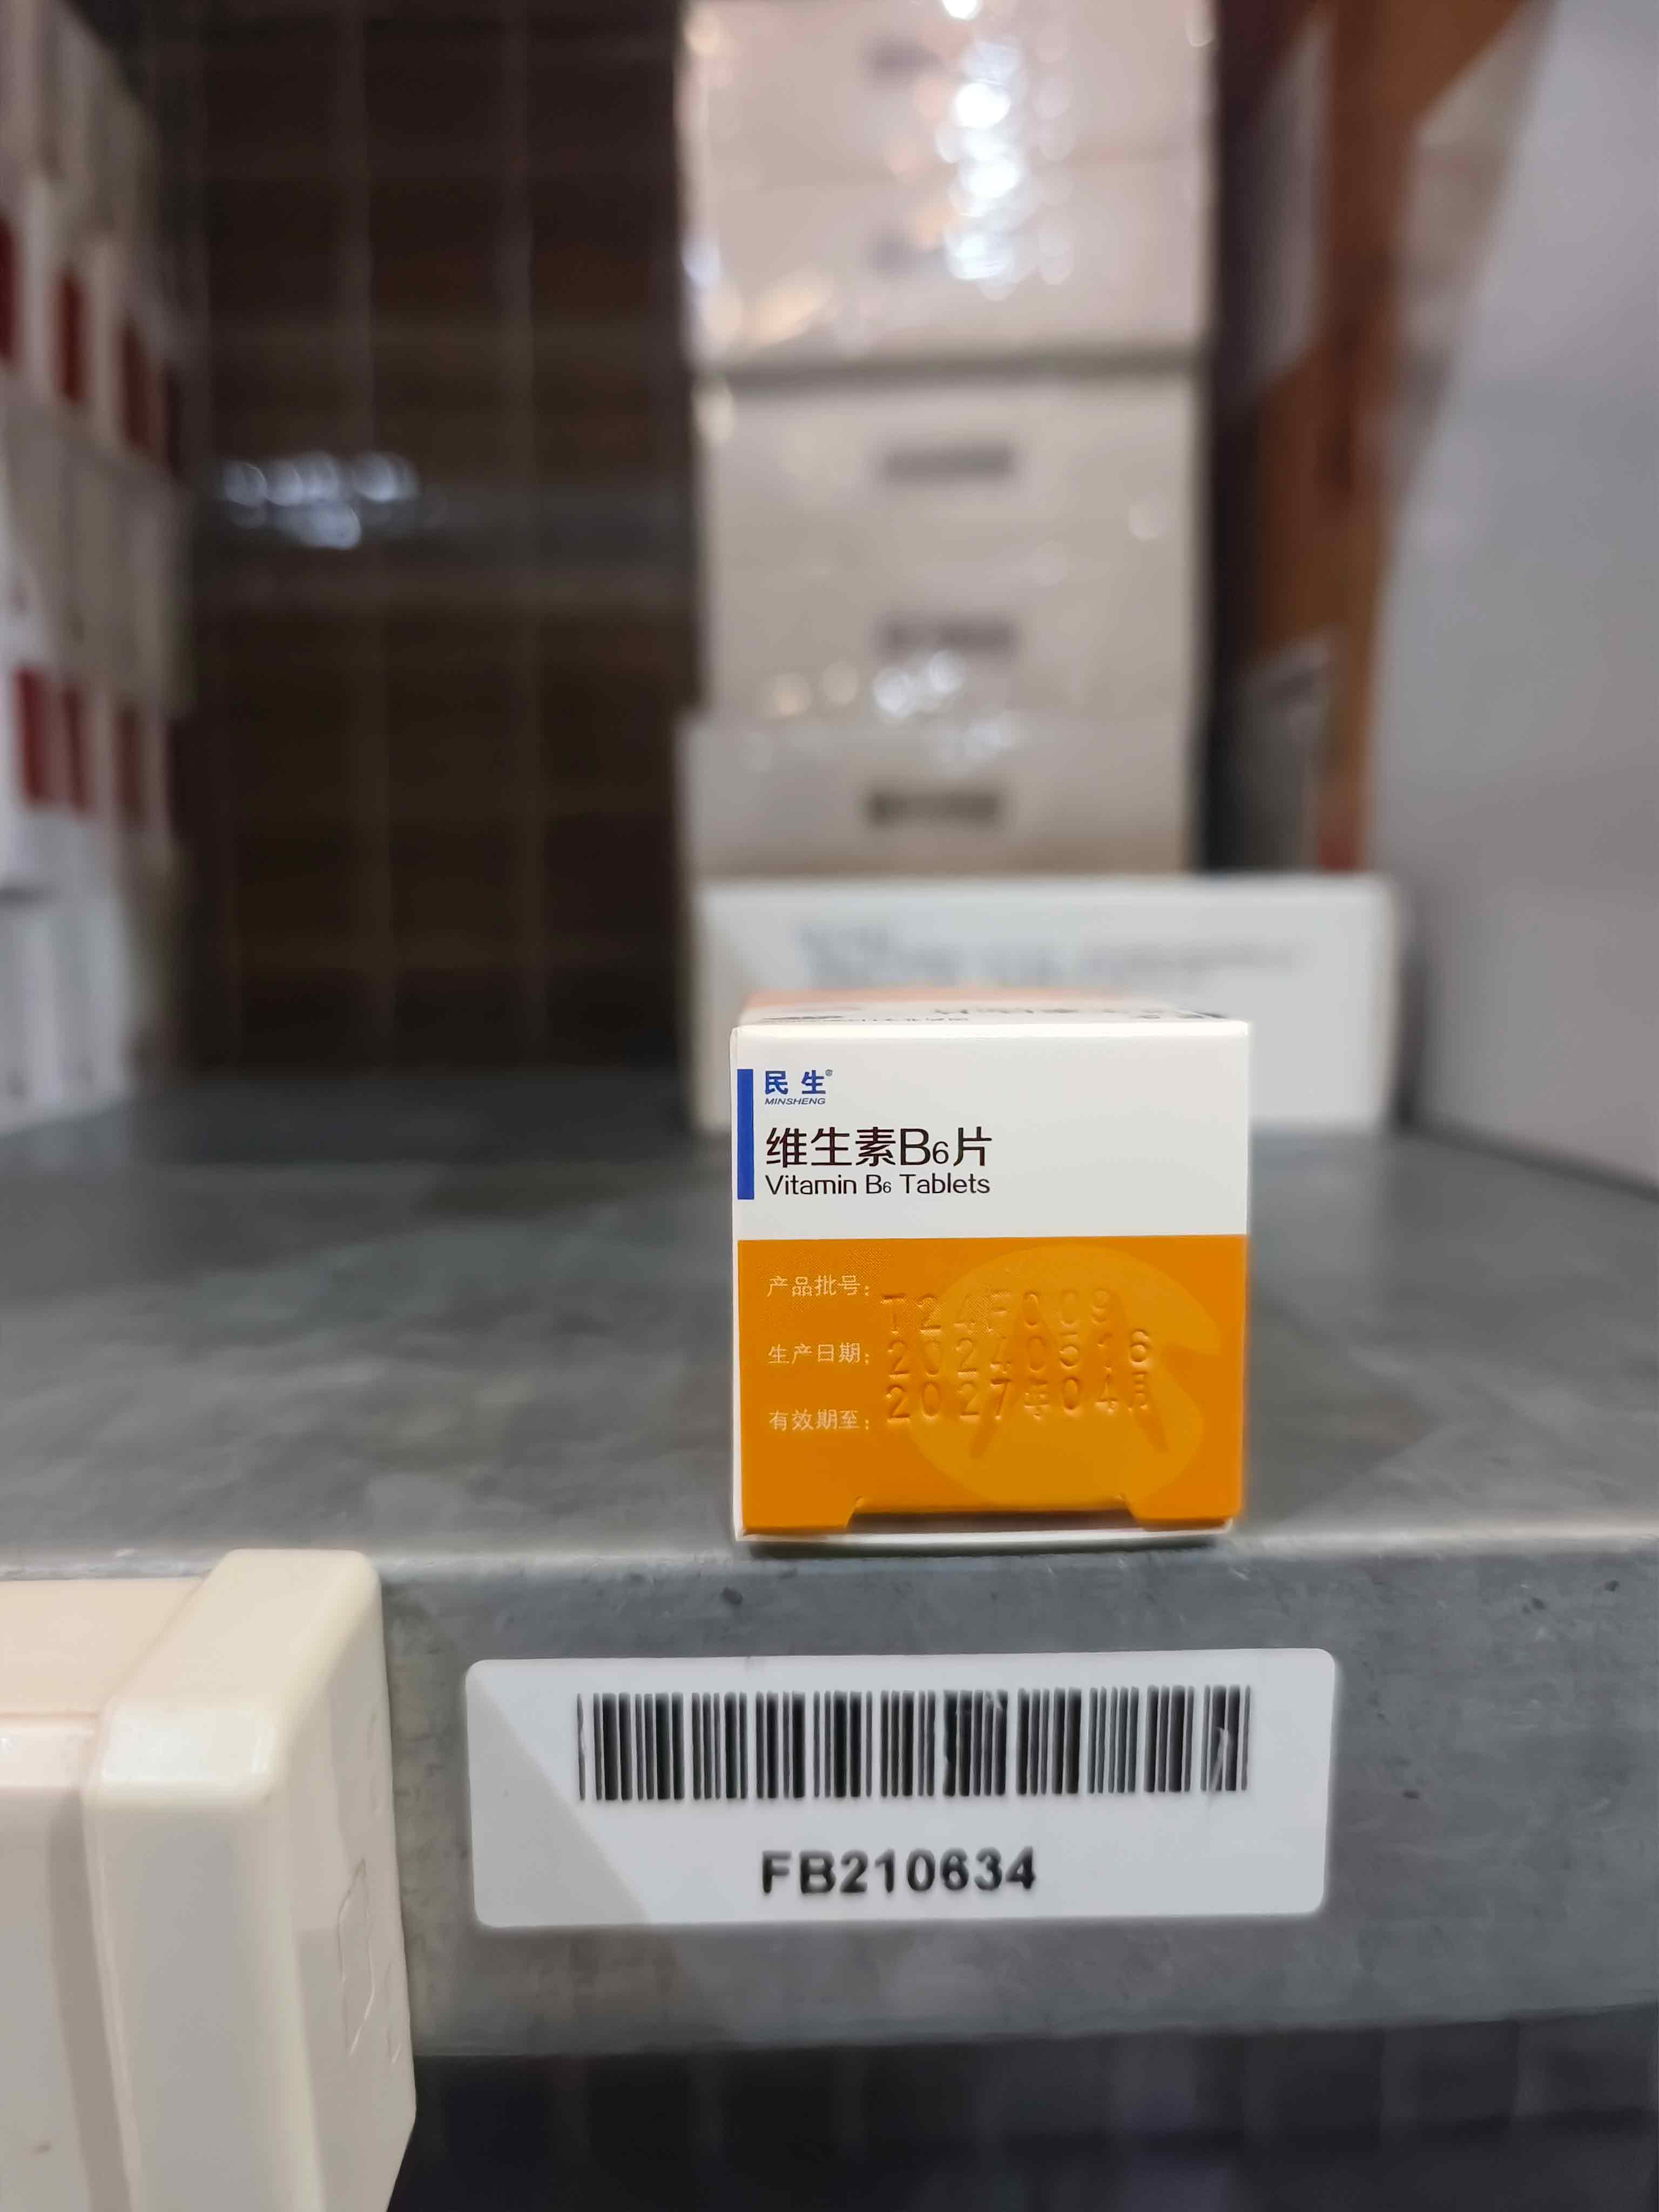 民生®
MINSHENG
维生素B6片
Vitamin B6 Tablets
产品批号: T24F009
生产日期: 20240516
有效期至: 2027年04月
FB210634